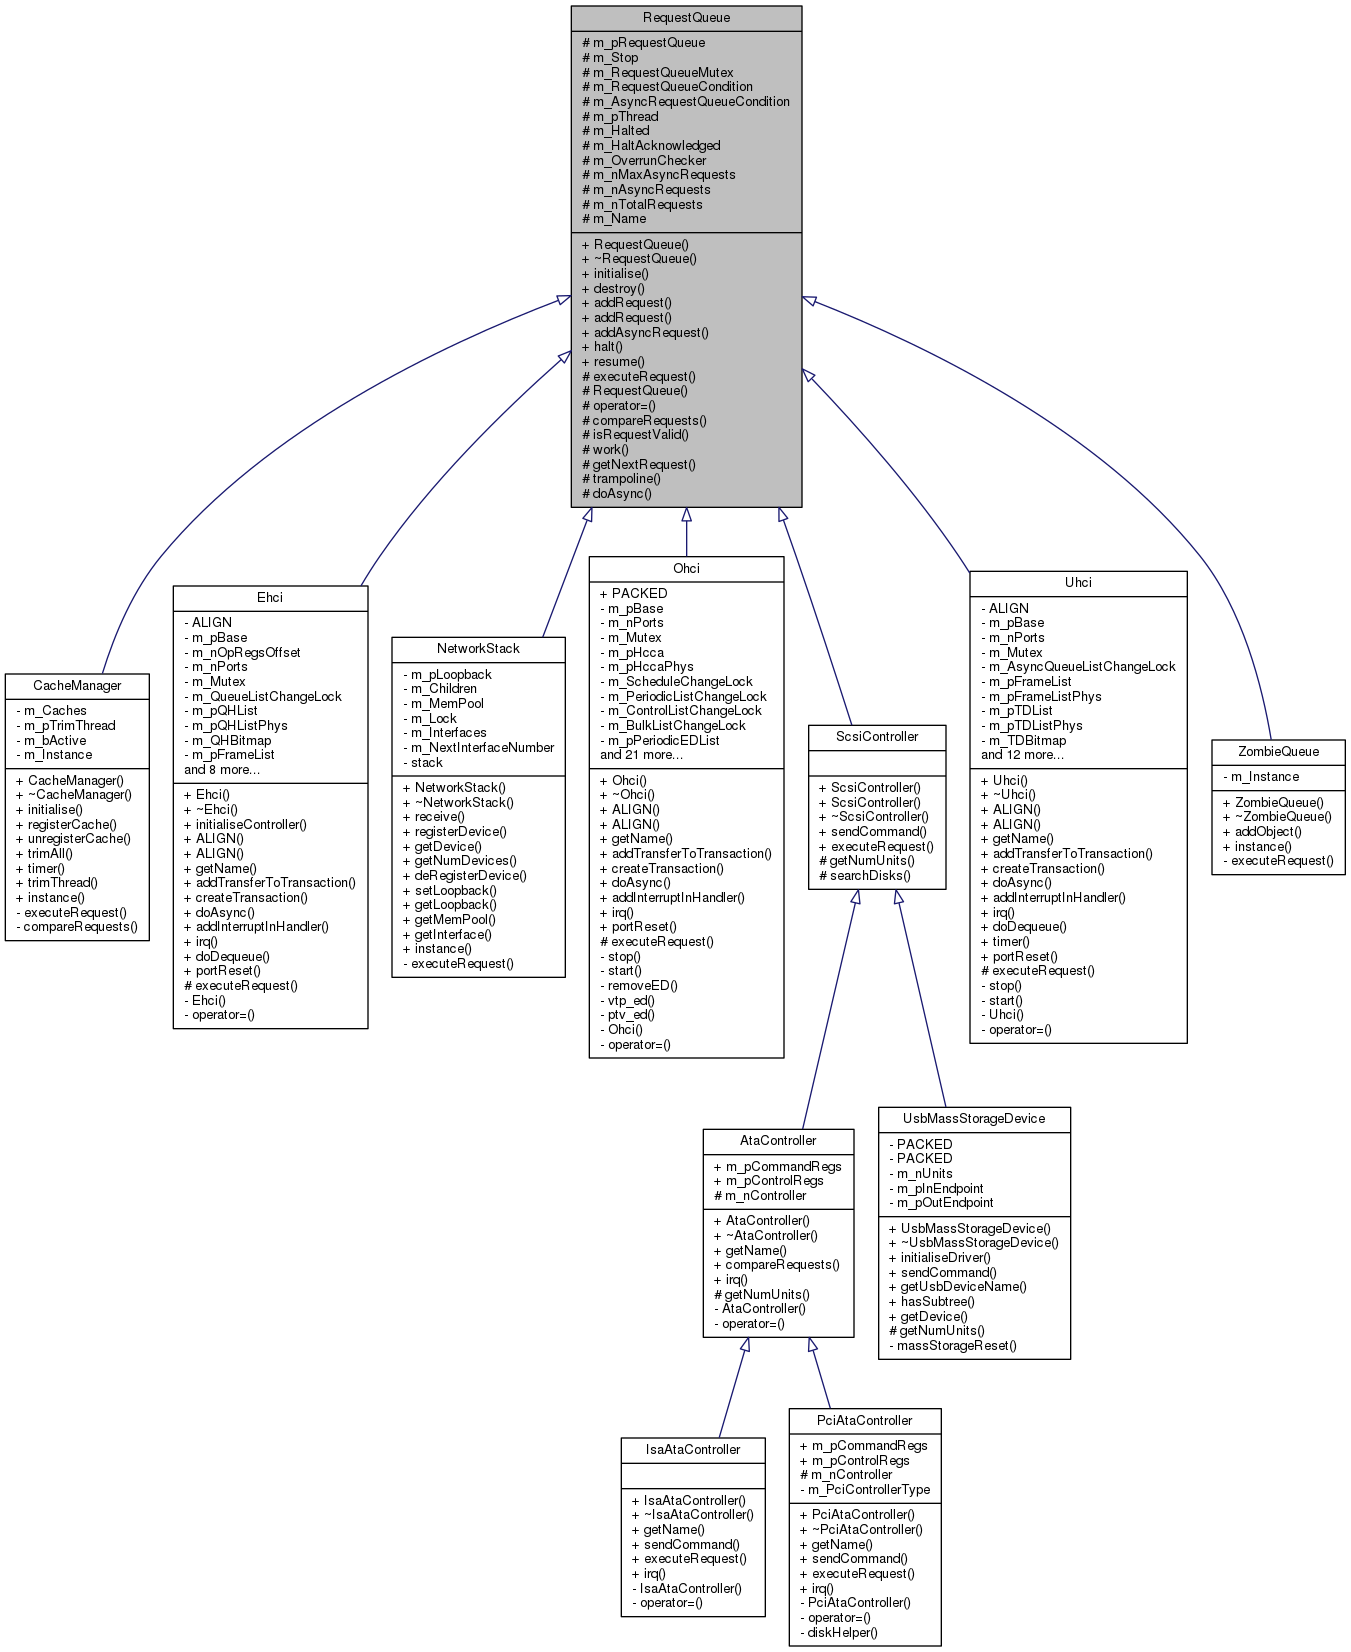 RequestQueue
# m_pRequestQueue
# m_Stop
# m_RequestQueueMutex
# m_RequestQueueCondition
# m_AsyncRequestQueueCondition
# m_pThread
# m_Halted
# m_HaltAcknowledged
# m_OverrunChecker
# m_nMaxAsyncRequests
# m_nAsyncRequests
# m_nTotalRequests
# m_Name
+ RequestQueue()
+ ~RequestQueue()
+ initialise()
+ destroy()
+ addRequest()
+ addRequest()
+ addAsyncRequest()
+ halt()
+ resume()
# executeRequest()
# RequestQueue()
# operator=()
# compareRequests()
# isRequestValid()
# work()
# getNextRequest()
# trampoline()
# doAsync()
CacheManager
- m_Caches
- m_pTrimThread
- m_bActive
- m_Instance
+ CacheManager()
+ ~CacheManager()
+ initialise()
+ registerCache()
+ unregisterCache()
+ trimAll()
+ timer()
+ trimThread()
+ instance()
- executeRequest()
- compareRequests()
Ehci
- ALIGN
- m_pBase
- m_nOpRegsOffset
- m_nPorts
- m_Mutex
- m_QueueListChangeLock
- m_pQHList
- m_pQHListPhys
- m_QHBitmap
- m_pFrameList
and 8 more...
+ Ehci()
+ ~Ehci()
+ initialiseController()
+ ALIGN()
+ ALIGN()
+ getName()
+ addTransferToTransaction()
+ createTransaction()
+ doAsync()
+ addInterruptInHandler()
+ irq()
+ doDequeue()
+ portReset()
# executeRequest()
- Ehci()
- operator=()
NetworkStack
- m_pLoopback
- m_Children
- m_MemPool
- m_Lock
- m_Interfaces
- m_NextInterfaceNumber
- stack
+ NetworkStack()
+ ~NetworkStack()
+ receive()
+ registerDevice()
+ getDevice()
+ getNumDevices()
+ deRegisterDevice()
+ setLoopback()
+ getLoopback()
+ getMemPool()
+ getInterface()
+ instance()
- executeRequest()
Ohci
+ PACKED
- m_pBase
- m_nPorts
- m_Mutex
- m_pHcca
- m_pHccaPhys
- m_ScheduleChangeLock
- m_PeriodicListChangeLock
- m_ControlListChangeLock
- m_BulkListChangeLock
- m_pPeriodicEDList
and 21 more...
+ Ohci()
+ ~Ohci()
+ ALIGN()
+ ALIGN()
+ getName()
+ addTransferToTransaction()
+ createTransaction()
+ doAsync()
+ addInterruptInHandler()
+ irq()
+ portReset()
# executeRequest()
- stop()
- start()
- removeED()
- vtp_ed()
- ptv_ed()
- Ohci()
- operator=()
ScsiController
+ ScsiController()
+ ScsiController()
+ ~ScsiController()
+ sendCommand()
+ executeRequest()
# getNumUnits()
# searchDisks()
Uhci
- ALIGN
- m_pBase
- m_nPorts
- m_Mutex
- m_AsyncQueueListChangeLock
- m_pFrameList
- m_pFrameListPhys
- m_pTDList
- m_pTDListPhys
- m_TDBitmap
and 12 more...
+ Uhci()
+ ~Uhci()
+ ALIGN()
+ ALIGN()
+ getName()
+ addTransferToTransaction()
+ createTransaction()
+ doAsync()
+ addInterruptInHandler()
+ irq()
+ doDequeue()
+ timer()
+ portReset()
# executeRequest()
- stop()
- start()
- Uhci()
- operator=()
ZombieQueue
- m_Instance
+ ZombieQueue()
+ ~ZombieQueue()
+ addObject()
+ instance()
- executeRequest()
AtaController
+ m_pCommandRegs
+ m_pControlRegs
# m_nController
+ AtaController()
+ ~AtaController()
+ getName()
+ compareRequests()
+ irq()
# getNumUnits()
- AtaController()
- operator=()
UsbMassStorageDevice
- PACKED
- PACKED
- m_nUnits
- m_pInEndpoint
- m_pOutEndpoint
+ UsbMassStorageDevice()
+ ~UsbMassStorageDevice()
+ initialiseDriver()
+ sendCommand()
+ getUsbDeviceName()
+ hasSubtree()
+ getDevice()
# getNumUnits()
- massStorageReset()
IsaAtaController
+ IsaAtaController()
+ ~IsaAtaController()
+ getName()
+ sendCommand()
+ executeRequest()
+ irq()
- IsaAtaController()
- operator=()
PciAtaController
+ m_pCommandRegs
+ m_pControlRegs
# m_nController
- m_PciControllerType
+ PciAtaController()
+ ~PciAtaController()
+ getName()
+ sendCommand()
+ executeRequest()
+ irq()
- PciAtaController()
- operator=()
- diskHelper()